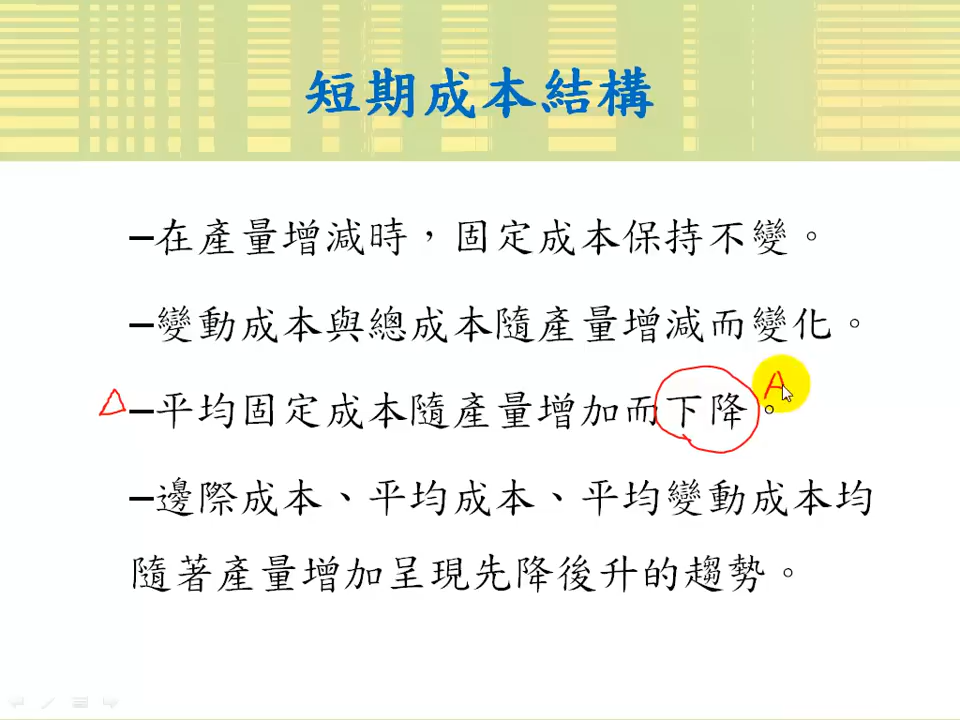 短期成本結構
–在產量增減時，固定成本保持不變。
–變動成本與總成本隨產量增減而變化。
–平均固定成本隨產量增加而下降。 A
–邊際成本、平均成本、平均變動成本均
隨著產量增加呈現先降後升的趨勢。